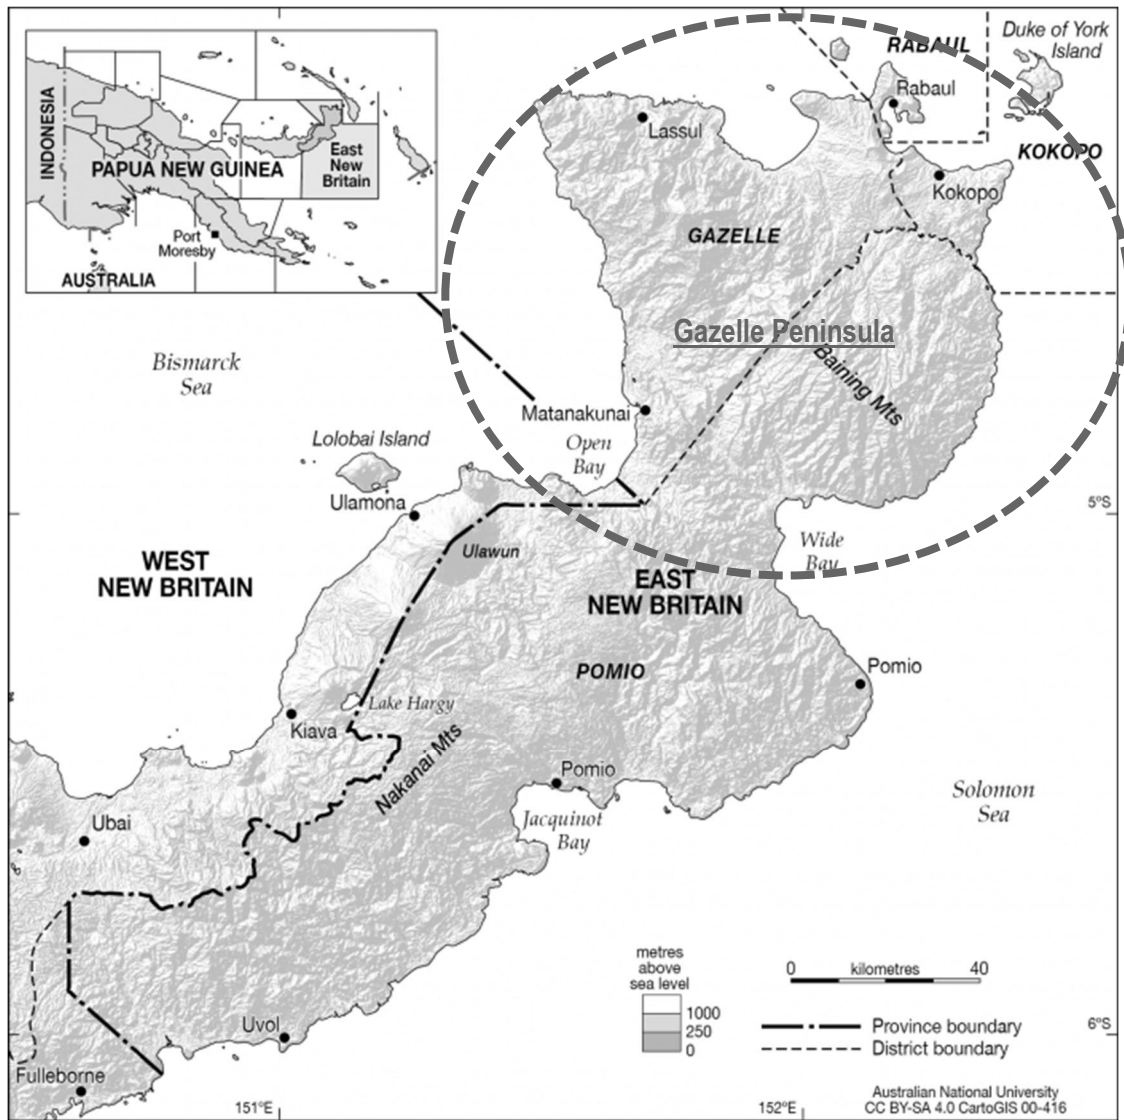 Duke of York
Island
RABAUL
Rabaul
Lassul
KOKOPO
Kokopo
INDONESIA
East
New
Britain
PAPUA NEW GUINEA
Port
Moresby
AUSTRALIA
GAZELLE
Gazelle Peninsula
Baining Mts
Bismarck
Sea
Matanakunai
Open
Bay
Lolobai Island
Ulamona
5°S
Wide
Bay
Ulawun
WEST
NEW BRITAIN
EAST
NEW BRITAIN
POMIO
Pomio
Lake Hargy
Kiava
Nakanai Mts
Pomio
Jacquinot
Bay
Solomon
Sea
Ubai
metres
above
sea level
1000
250
0
0 kilometres 40
Province boundary
District boundary
Uvol
6°S
Fulleborne
151°E
152°E
Australian National University
CC BY-SA 4.0 CartoGIS 00-416